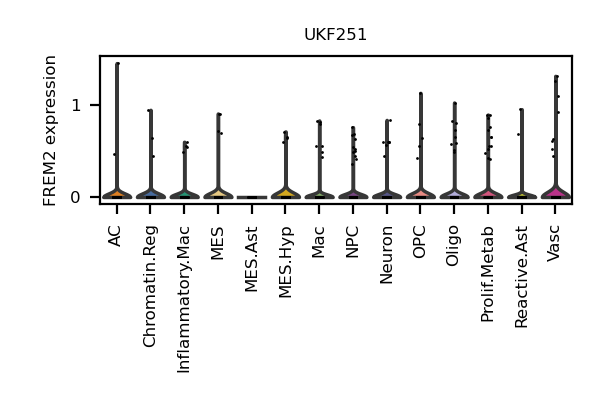 UKF251
FREM2 expression
1
0
AC
Chromatin.Reg
Inflammatory.Mac
MES
MES.Ast
MES.Hyp
Mac
NPC
Neuron
OPC
Oligo
Prolif.Metab
Reactive.Ast
Vasc